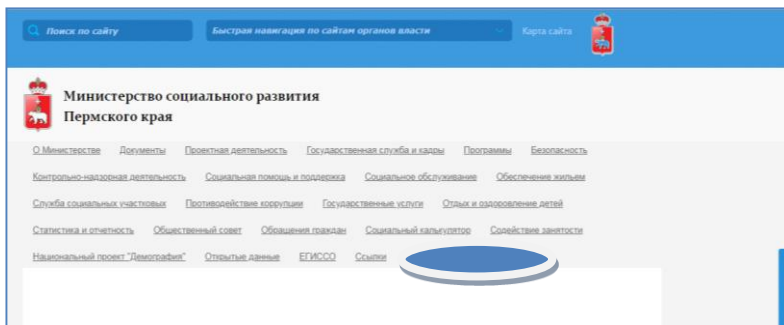 Поиск по сайту Быстрая навигация по сайтам органов власти Карта сайта
Министерство социального развития
Пермского края
О Министерстве Документы Проектная деятельность Государственная служба и кадры Программы Безопасность
Контрольно-надзорная деятельность Социальная помощь и поддержка Социальное обслуживание Обеспечение жильем
Служба социальных участковых Противодействие коррупции Государственные услуги Отдых и оздоровление детей
Статистика и отчетность Общественный совет Обращения граждан Социальный калькулятор Содействие занятости
Национальный проект "Демография" Открытые данные ЕГИССО Ссылки